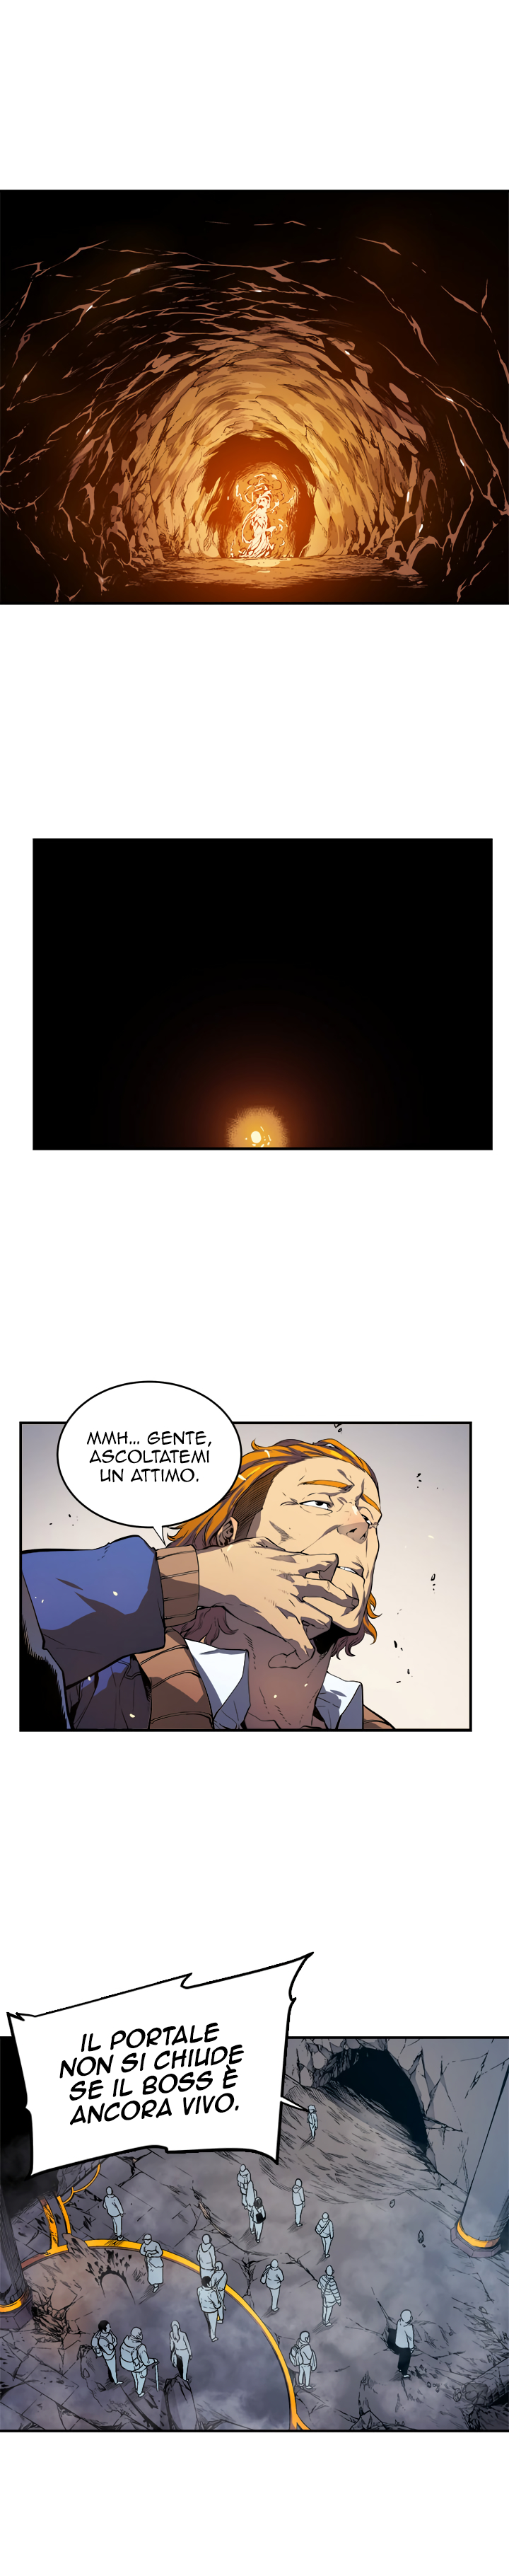 MMH... GENTE,
ASCOLTATEMI
UN ATTIMO.
IL PORTALE
NON SI CHIUDE
SE IL BOSS È
ANCORA VIVO.